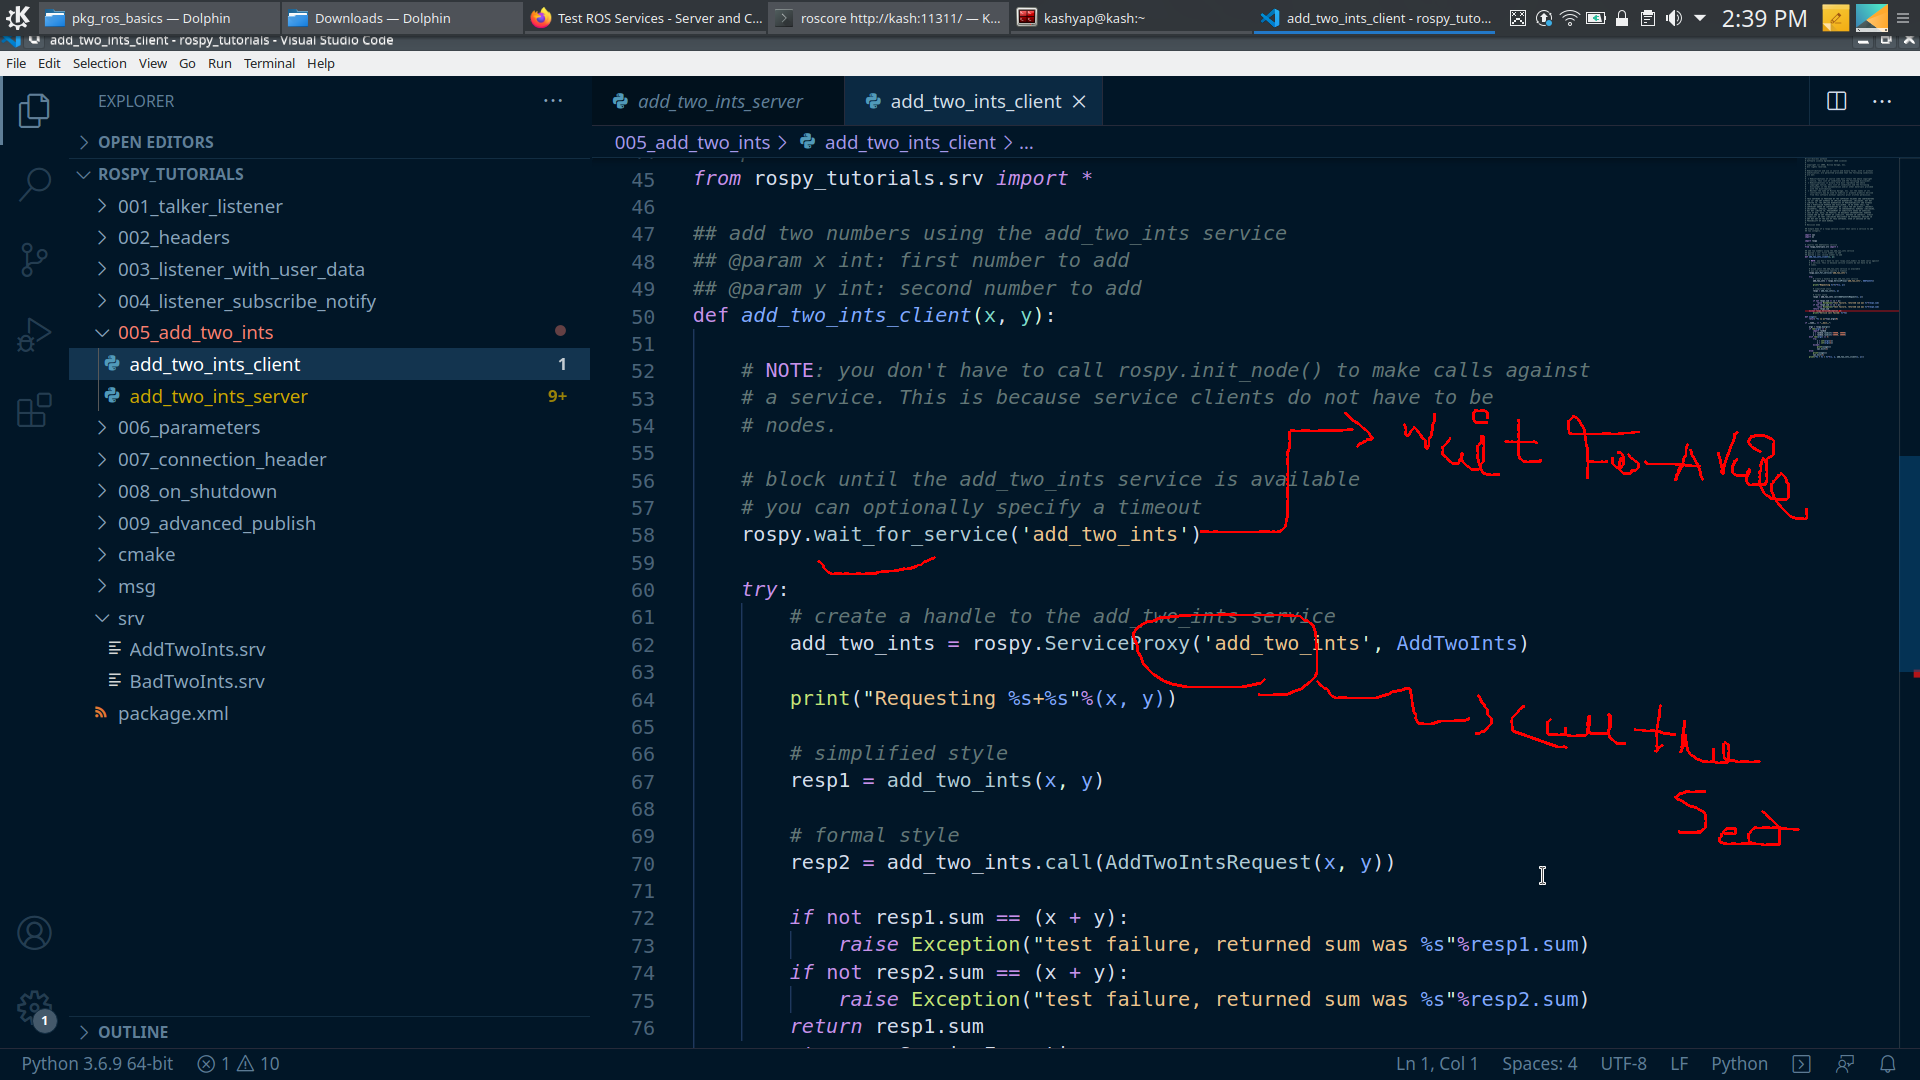 pkg_ros_basics — Dolphin
Downloads — Dolphin
Test ROS Services - Server and C...
roscore http://kash:11311/ — K...
kashyap@kash:~
add_two_ints_client - rospy_tuto...
2:39 PM
add_two_ints_client - rospy_tutorials - Visual Studio Code
File Edit Selection View Go Run Terminal Help
EXPLORER
OPEN EDITORS
ROSPY_TUTORIALS
001_talker_listener
002_headers
003_listener_with_user_data
004_listener_subscribe_notify
005_add_two_ints
add_two_ints_client 1
add_two_ints_server 9+
006_parameters
007_connection_header
008_on_shutdown
009_advanced_publish
cmake
msg
srv
AddTwoInts.srv
BadTwoInts.srv
package.xml
1
OUTLINE
add_two_ints_server
add_two_ints_client
005_add_two_ints > add_two_ints_client > ...
45 from rospy_tutorials.srv import *
46
47 ## add two numbers using the add_two_ints service
48 ## @param x int: first number to add
49 ## @param y int: second number to add
50 def add_two_ints_client(x, y):
51
52 # NOTE: you don't have to call rospy.init_node() to make calls against
53 # a service. This is because service clients do not have to be
54 # nodes.
55
56 # block until the add_two_ints service is available
57 # you can optionally specify a timeout
58 rospy.wait_for_service('add_two_ints')
59
60 try:
61 # create a handle to the add_two_ints service
62 add_two_ints = rospy.ServiceProxy('add_two_ints', AddTwoInts)
63
64 print("Requesting %s+%s"%(x, y))
65
66 # simplified style
67 resp1 = add_two_ints(x, y)
68
69 # formal style
70 resp2 = add_two_ints.call(AddTwoIntsRequest(x, y))
71
72 if not resp1.sum == (x + y):
73 raise Exception("test failure, returned sum was %s"%resp1.sum)
74 if not resp2.sum == (x + y):
75 raise Exception("test failure, returned sum was %s"%resp2.sum)
76 return resp1.sum
wait
call the
Python 3.6.9 64-bit 1 10
Ln 1, Col 1 Spaces: 4 UTF-8 LF Python